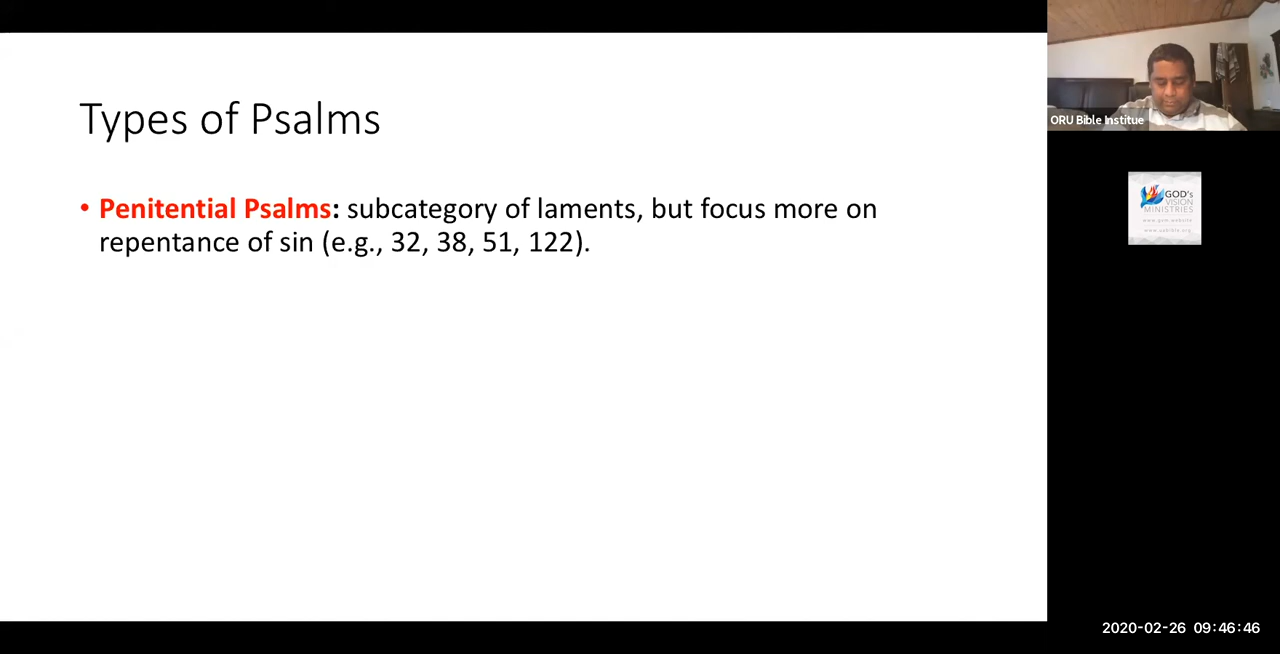 Types of Psalms
• Penitential Psalms: subcategory of laments, but focus more on
repentance of sin (e.g., 32, 38, 51, 122).
ORU Bible Institue
GOD's
VISION
MINISTRIES
2020-02-26 09:46:46